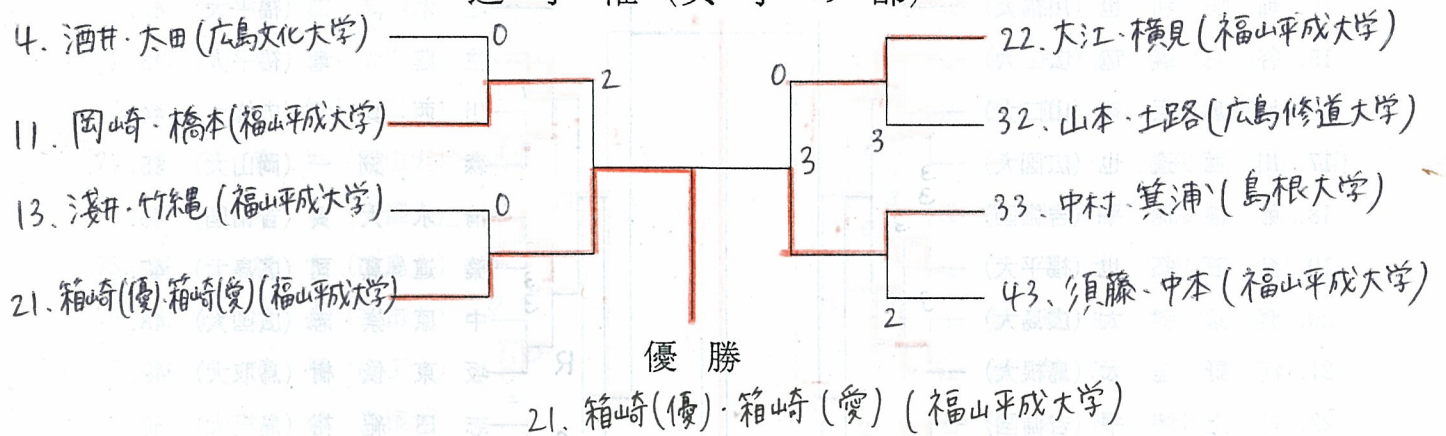 4. 酒井・太田(広島文化大学)
0
11. 岡崎・橋本(福山平成大学)
2
13. 淺井・竹縄(福山平成大学)
0
21. 箱崎(優)・箱崎(愛)(福山平成大学)
22. 大江・横見(福山平成大学)
0
32. 山本・土路(広島修道大学)
3
3
33. 中村・箕浦(島根大学)
43. 須藤・中本(福山平成大学)
2
優 勝
21. 箱崎(優)・箱崎(愛)(福山平成大学)